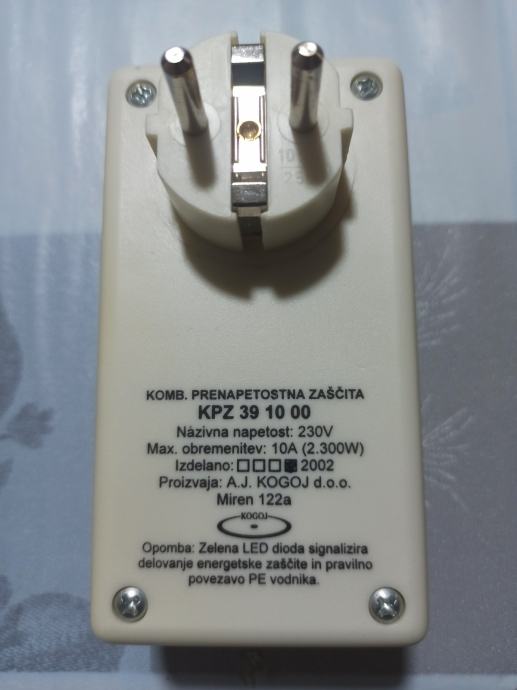 KOMB. PRENAPETOSTNA ZAŠČITA
KPZ 39 10 00
Názivna napetost: 230V
Max. obremenitev: 10A (2.300W)
Izdelano: □□□■ 2002
Proizvaja: A.J. KOGOJ d.o.o.
Miren 122a
KOGOJ
Opomba: Zelena LED dioda signalizira
delovanje energetske zaščite in pravilno
povezavo PE vodnika.